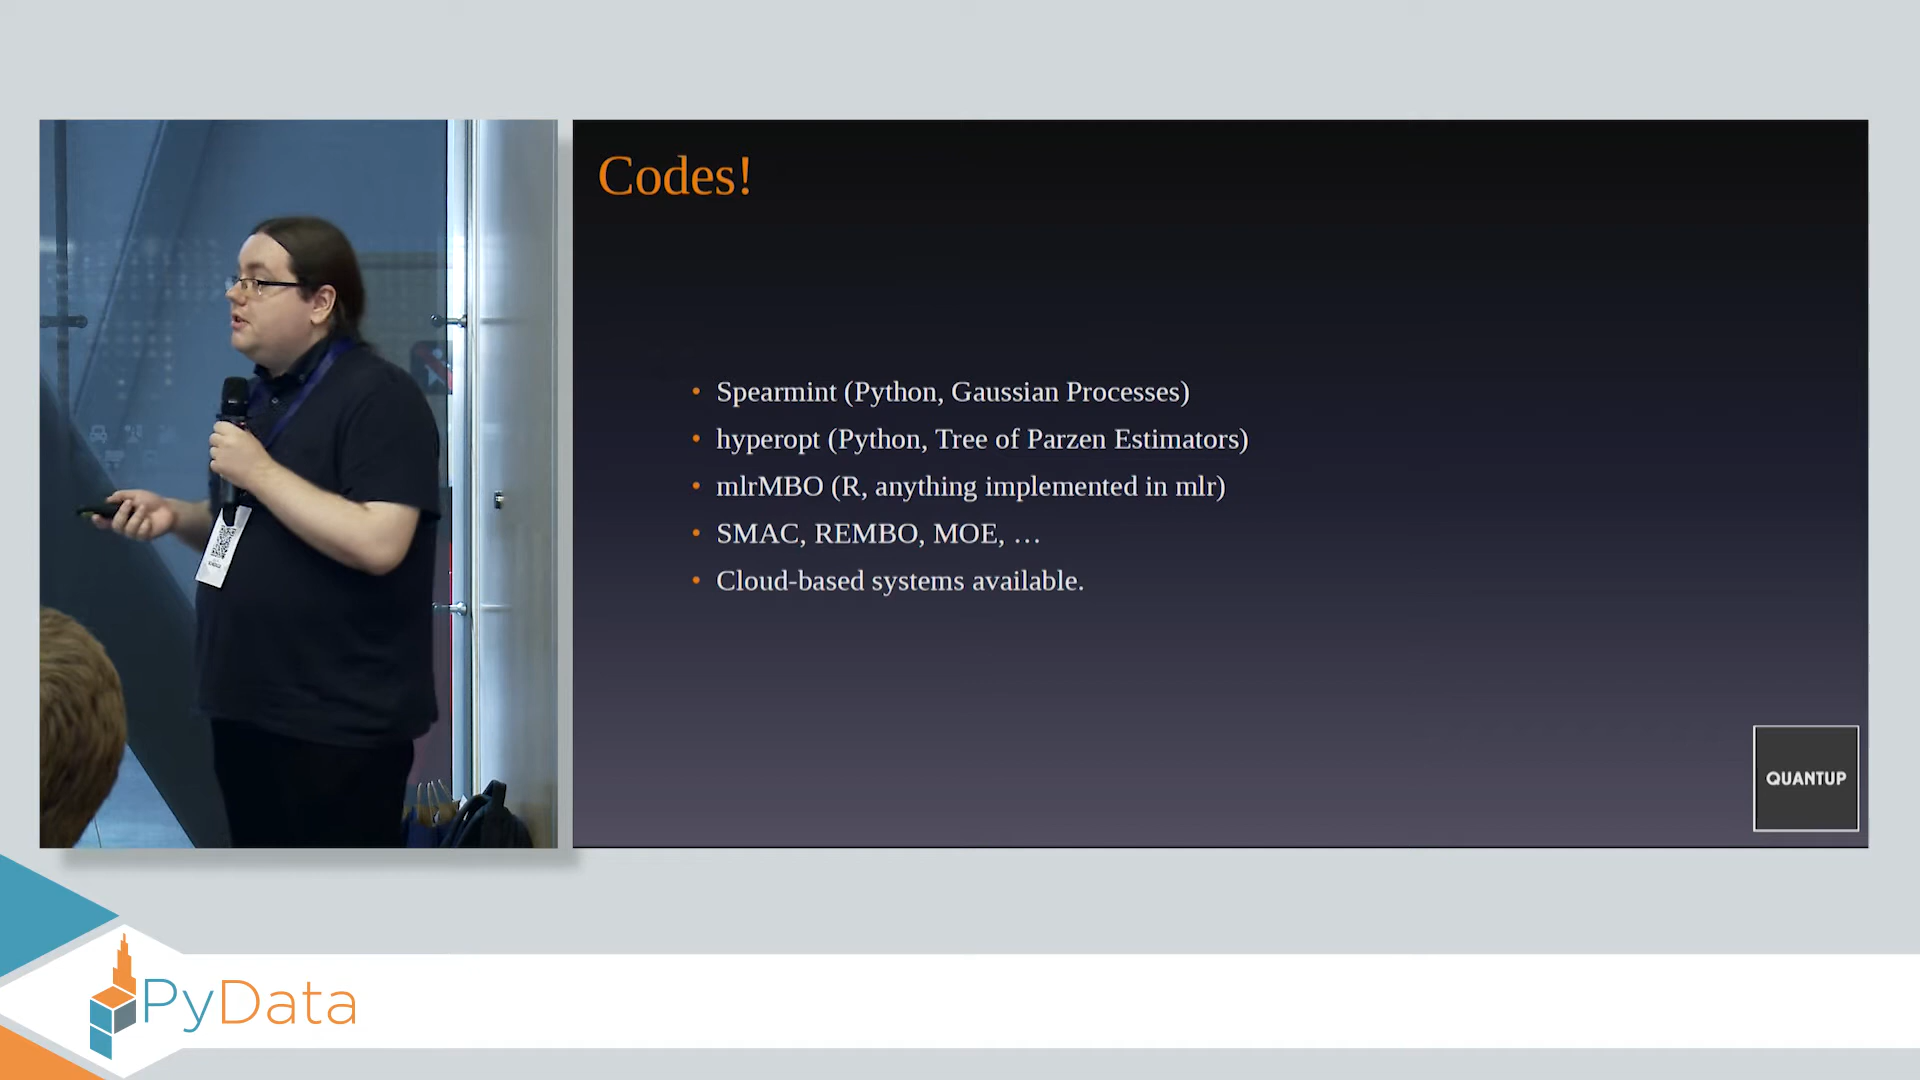 Codes!
• Spearmint (Python, Gaussian Processes)
• hyperopt (Python, Tree of Parzen Estimators)
• mlrMBO (R, anything implemented in mlr)
• SMAC, REMBO, MOE, …
• Cloud-based systems available.
QUANTUP
PyData